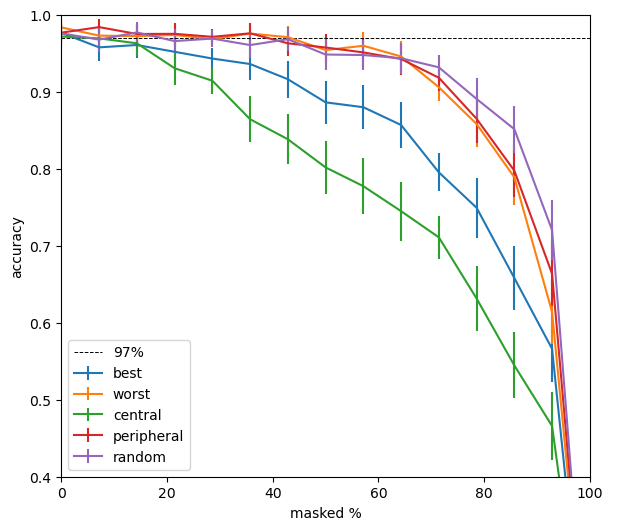 1.0
0.9
0.8
0.7
0.6
0.5
0.4
accuracy
97%
best
worst
central
peripheral
random
0 20 40 60 80 100
masked %